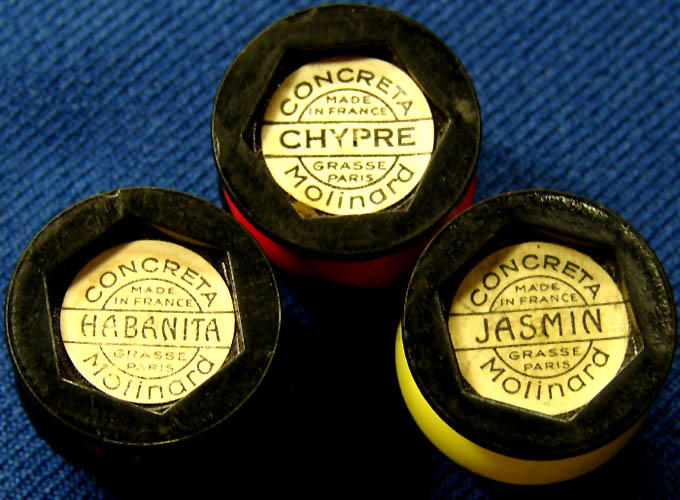 CONCRETA
MADE
IN FRANCE
CHYPRE
GRASSE
PARIS
Molinard
CONCRETA
MADE
IN FRANCE
HABANITA
GRASSE
PARIS
Molinard
CONCRETA
MADE
IN FRANCE
JASMIN
GRASSE
PARIS
Molinard